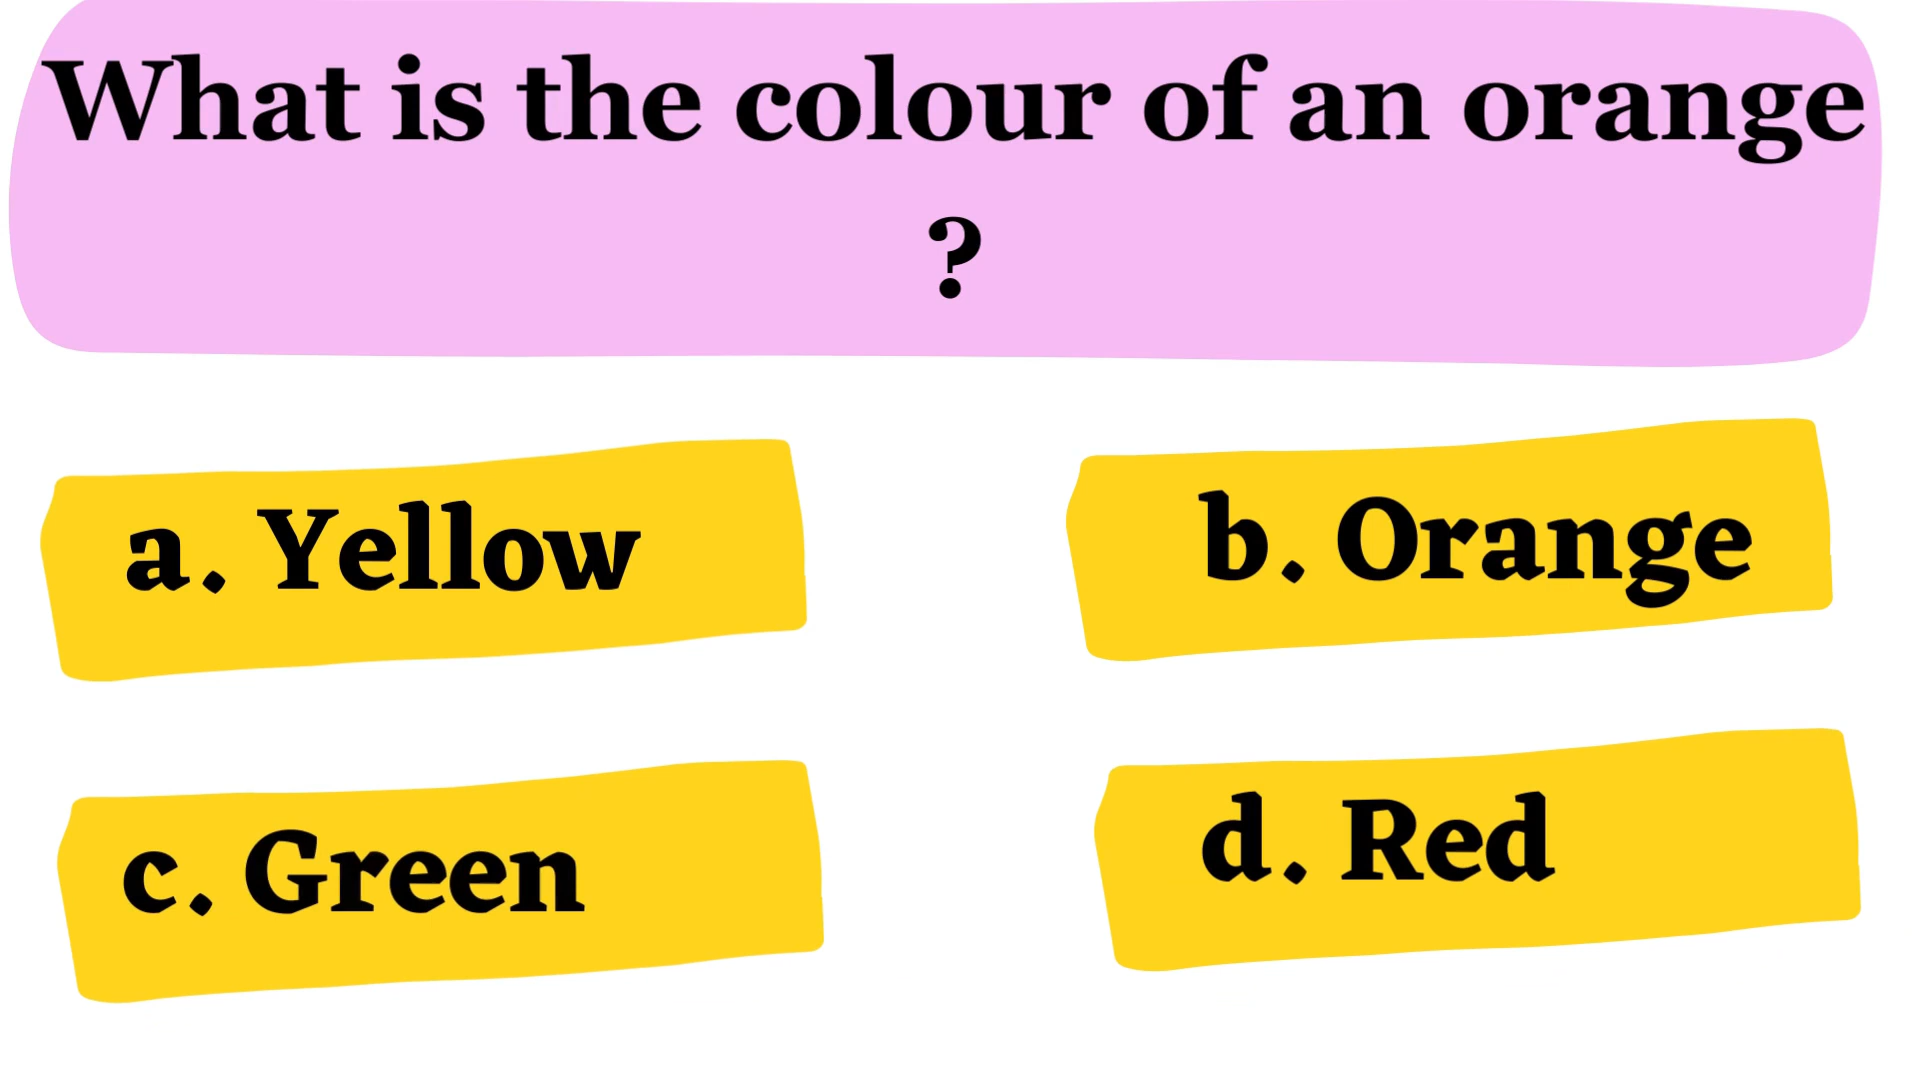 What is the colour of an orange
?
a. Yellow
b. Orange
c. Green
d. Red